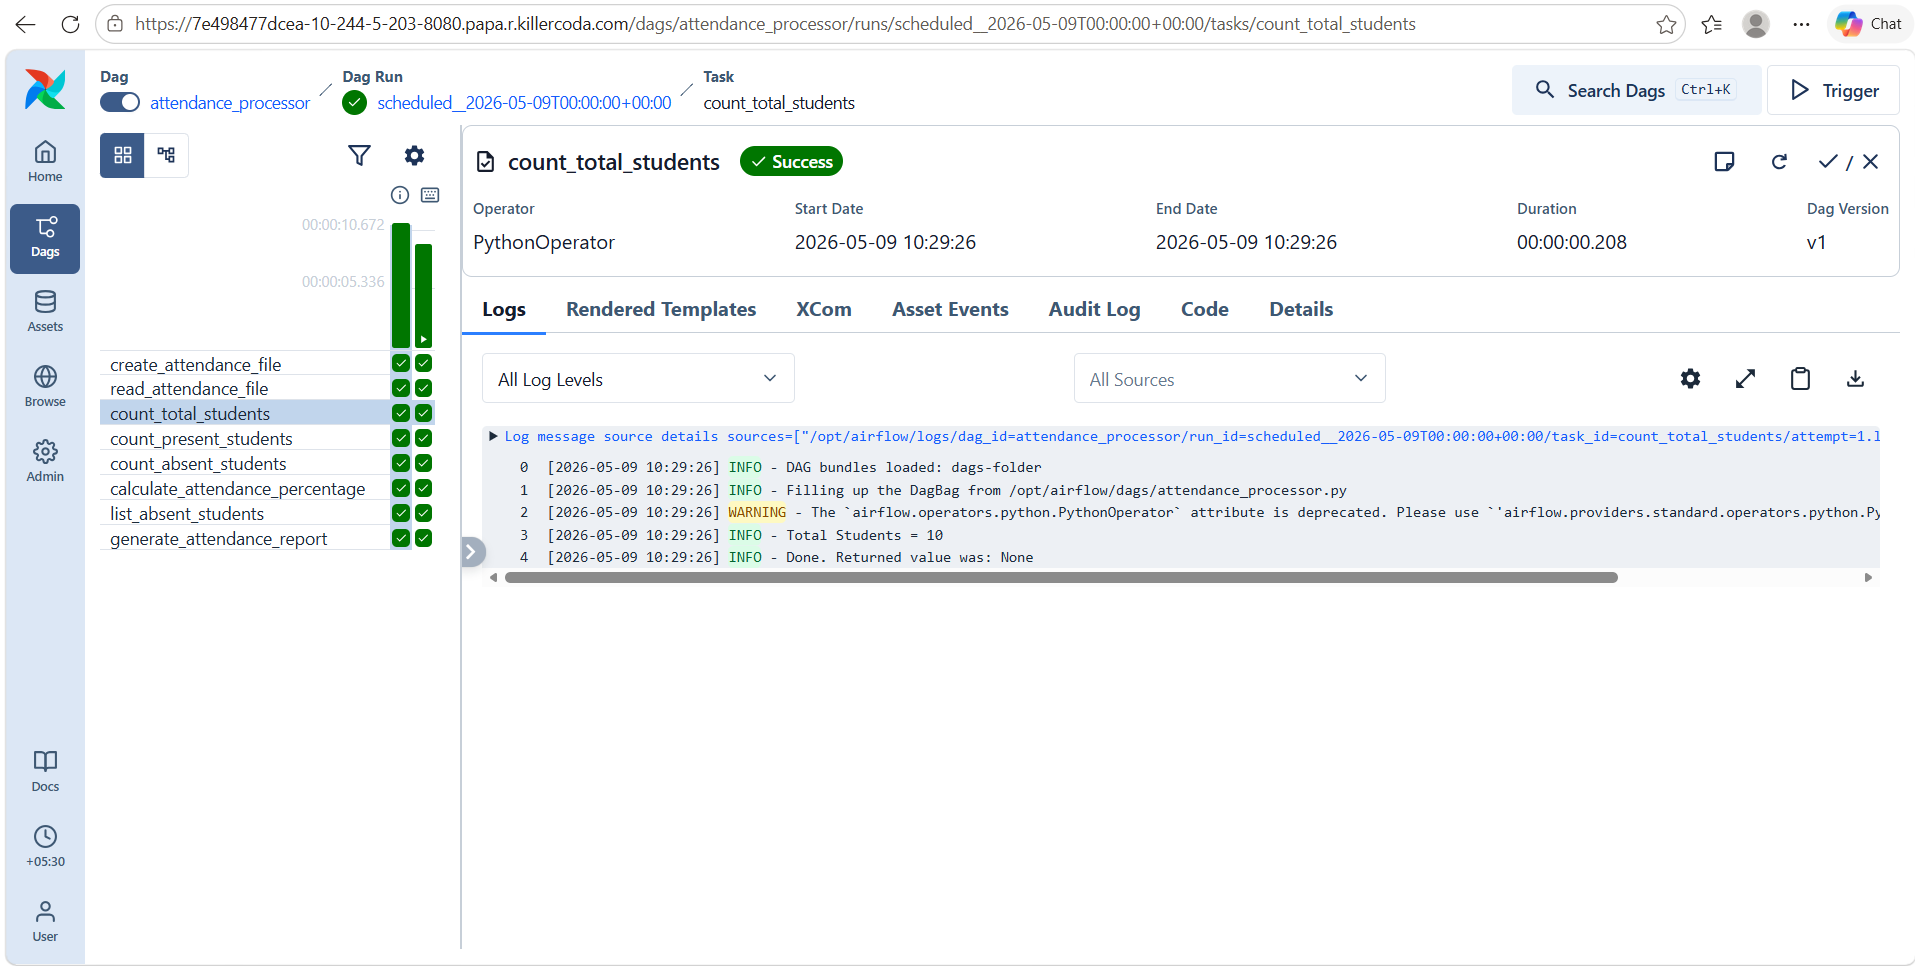 https://7e498477dcea-10-244-5-203-8080.papa.r.killercoda.com/dags/attendance_processor/runs/scheduled__2026-05-09T00:00:00+00:00/tasks/count_total_students
Chat
Dag
attendance_processor
Dag Run
scheduled__2026-05-09T00:00:00+00:00
Task
count_total_students
Search Dags
Ctrl+K
Trigger
Home
Dags
Assets
Browse
Admin
Docs
+05:30
User
00:00:10.672
00:00:05.336
create_attendance_file
read_attendance_file
count_total_students
count_present_students
count_absent_students
calculate_attendance_percentage
list_absent_students
generate_attendance_report
count_total_students
Success
Operator
PythonOperator
Start Date
2026-05-09 10:29:26
End Date
2026-05-09 10:29:26
Duration
00:00:00.208
Dag Version
v1
Logs Rendered Templates XCom Asset Events Audit Log Code Details
All Log Levels
All Sources
Log message source details sources=["/opt/airflow/logs/dag_id=attendance_processor/run_id=scheduled__2026-05-09T00:00:00+00:00/task_id=count_total_students/attempt=1.l
0 [2026-05-09 10:29:26] INFO - DAG bundles loaded: dags-folder
1 [2026-05-09 10:29:26] INFO - Filling up the DagBag from /opt/airflow/dags/attendance_processor.py
2 [2026-05-09 10:29:26] WARNING - The `airflow.operators.python.PythonOperator` attribute is deprecated. Please use `'airflow.providers.standard.operators.python.Py
3 [2026-05-09 10:29:26] INFO - Total Students = 10
4 [2026-05-09 10:29:26] INFO - Done. Returned value was: None